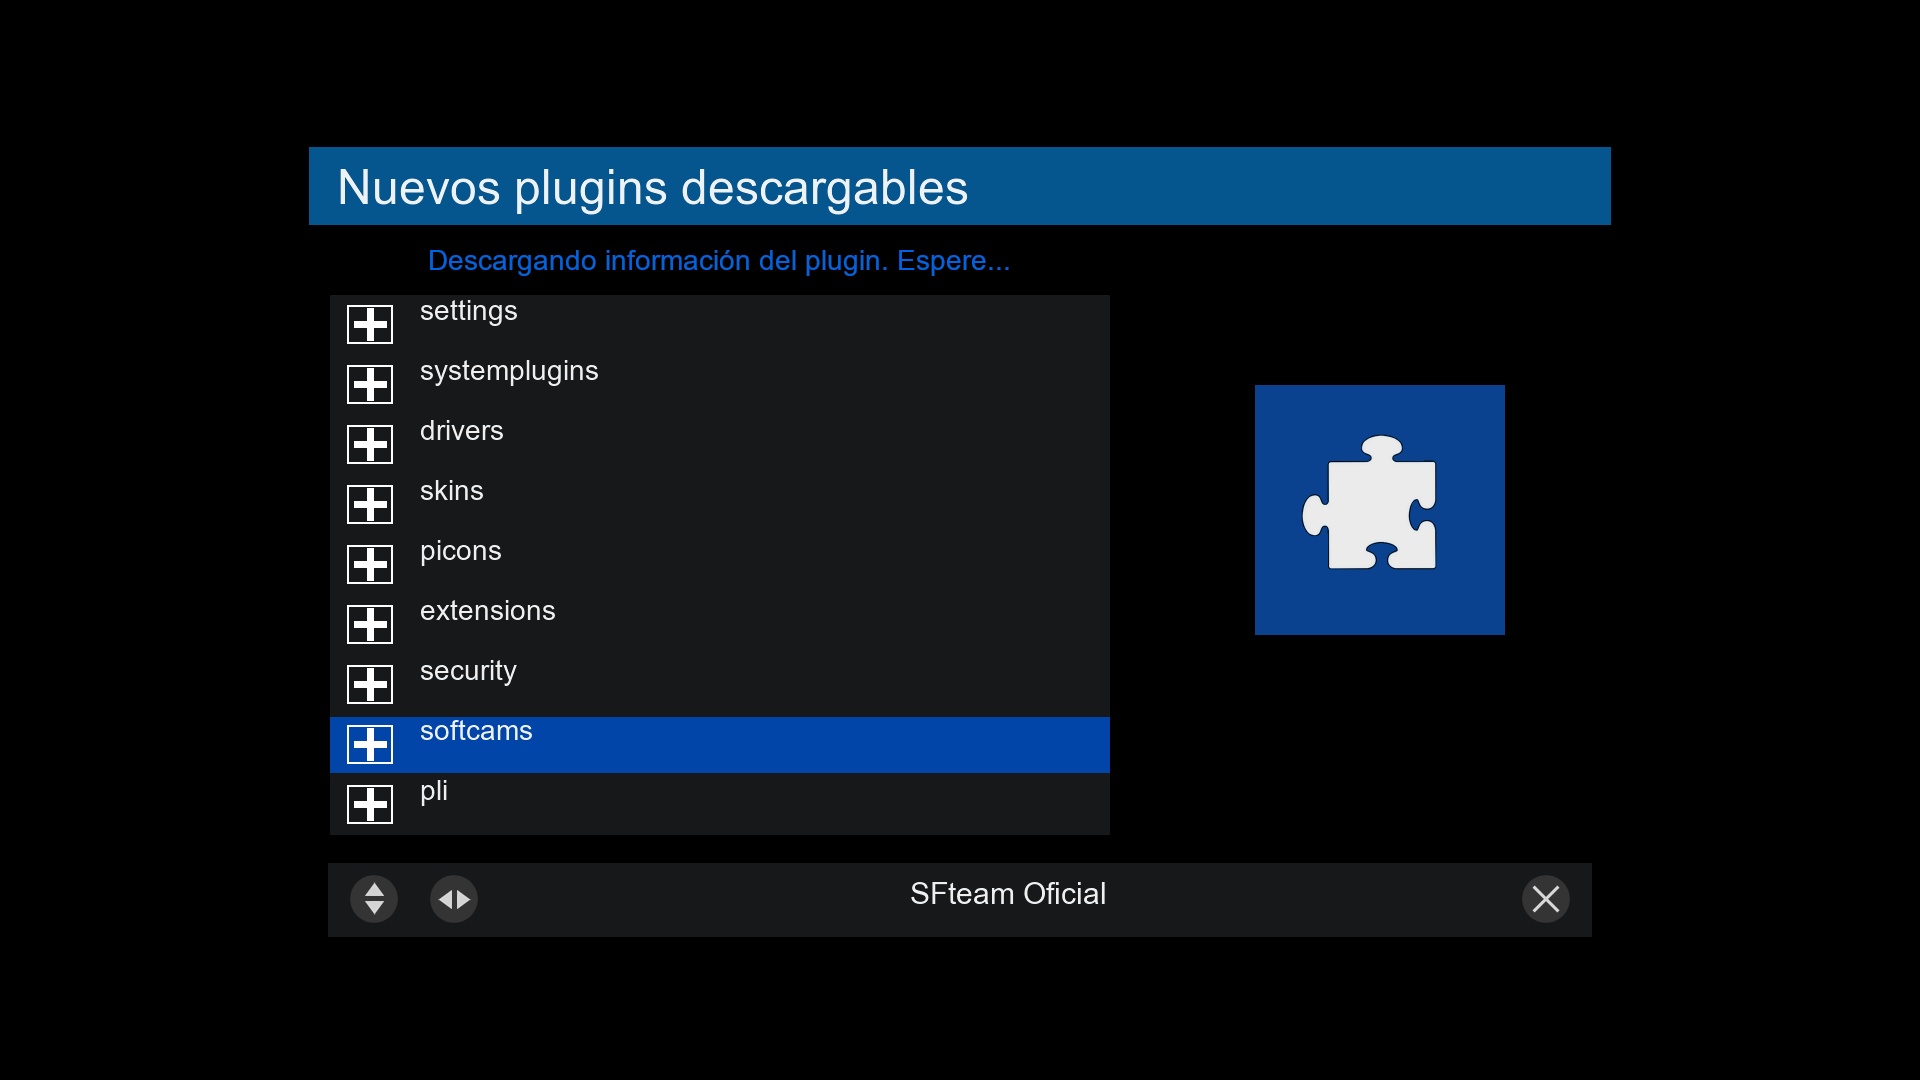 Nuevos plugins descargables
Descargando información del plugin. Espere...
settings
systemplugins
drivers
skins
picons
extensions
security
softcams
pli
SFteam Oficial